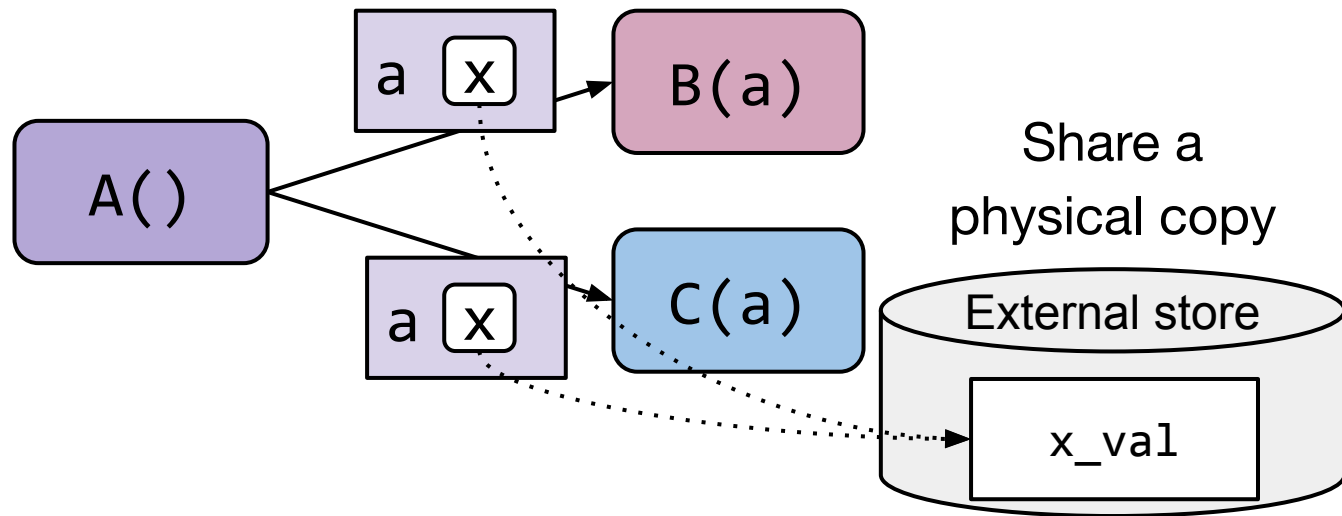 a x
B(a)
A()
Share a
physical copy
a x
C(a)
External store
x_val